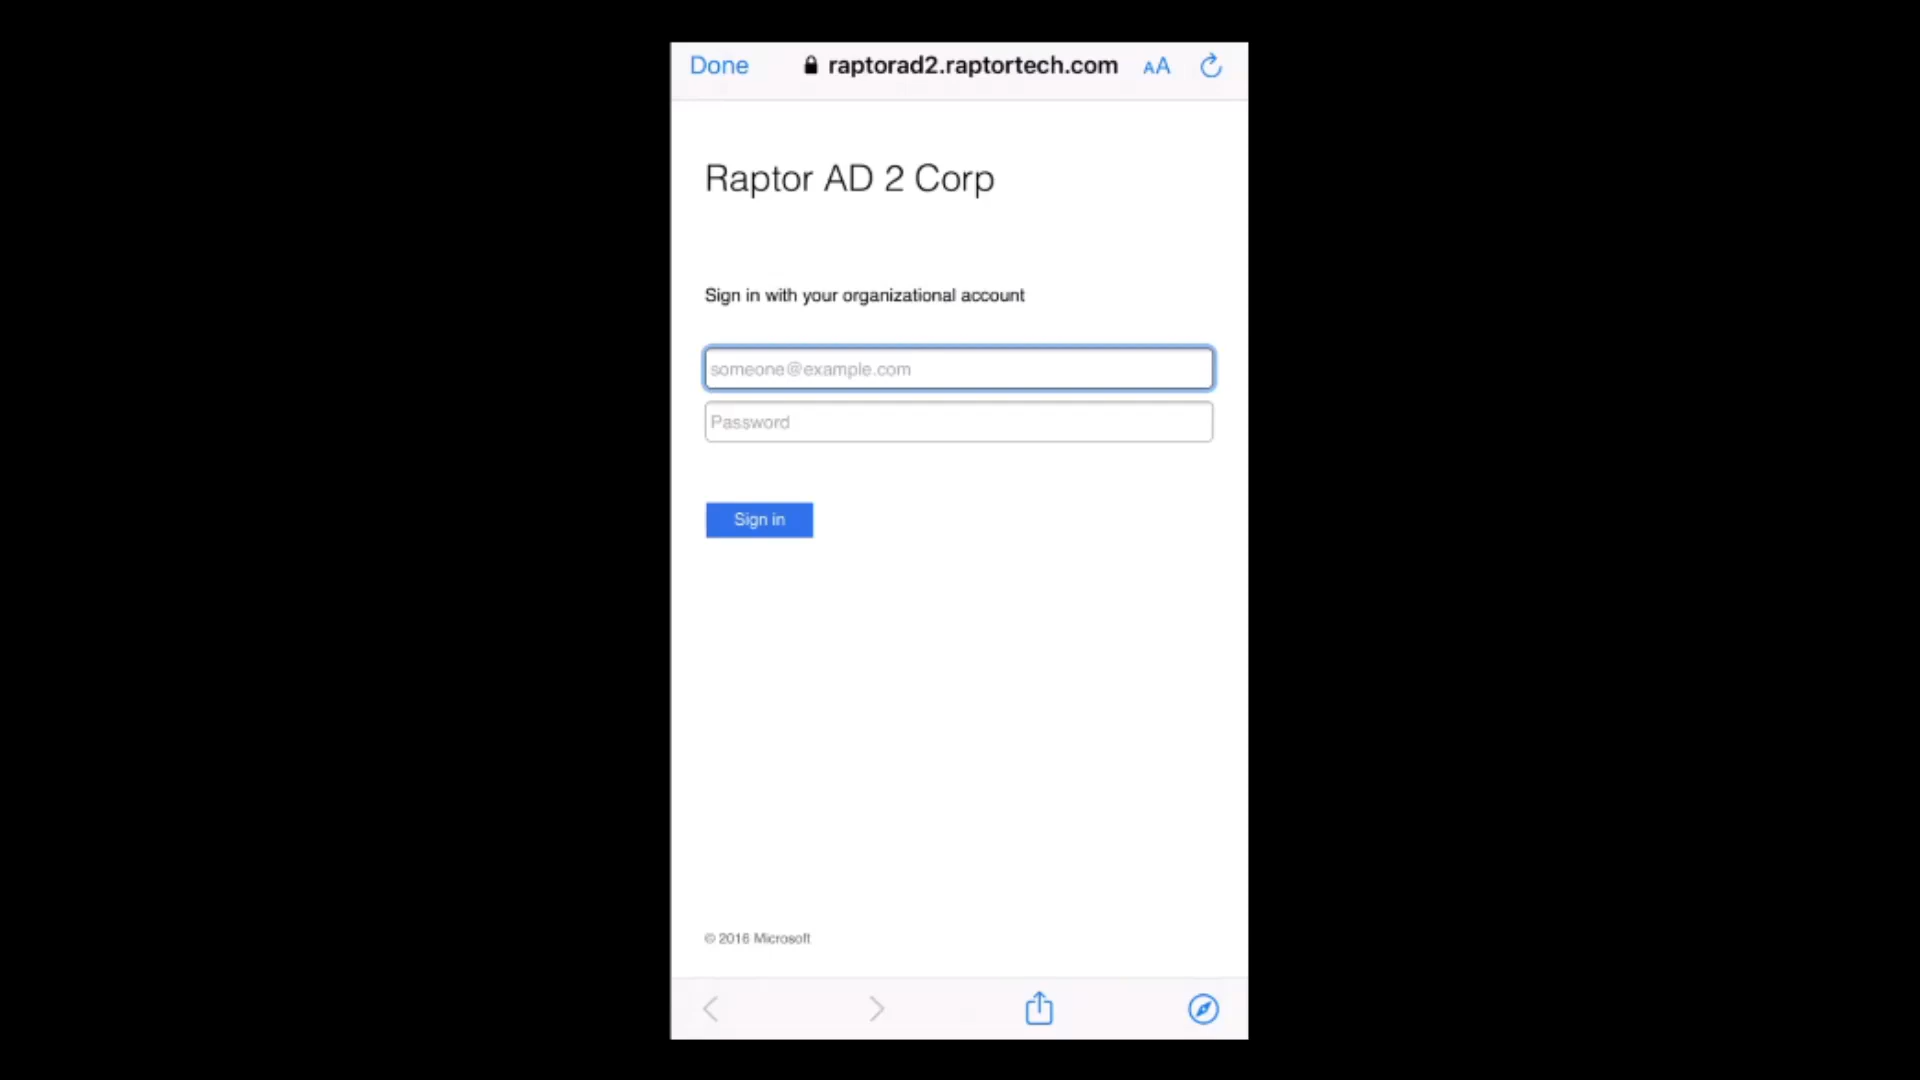 Done raptorad2.raptortech.com AA
Raptor AD 2 Corp
Sign in with your organizational account
someone@example.com
Password
Sign in
© 2016 Microsoft